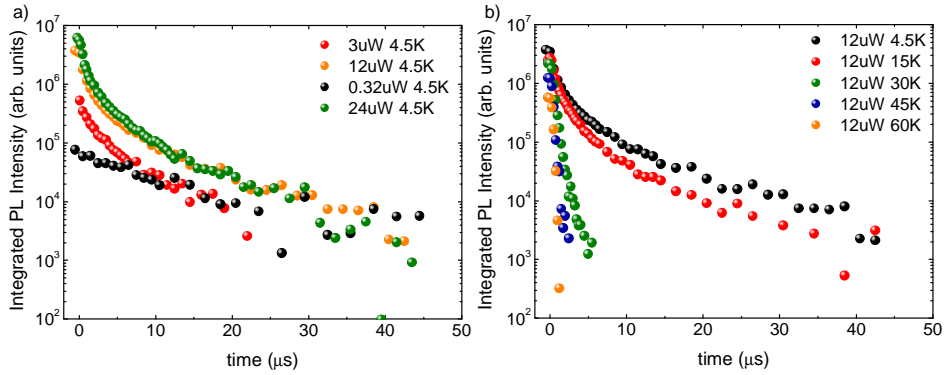 a)
Integrated PL Intensity (arb. units)
10⁷
10⁶
10⁵
10⁴
10³
10²
3uW 4.5K
12uW 4.5K
0.32uW 4.5K
24uW 4.5K
0 10 20 30 40 50
time (μs)
b)
Integrated PL Intensity (arb. units)
10⁷
10⁶
10⁵
10⁴
10³
10²
12uW 4.5K
12uW 15K
12uW 30K
12uW 45K
12uW 60K
0 10 20 30 40 50
time (μs)